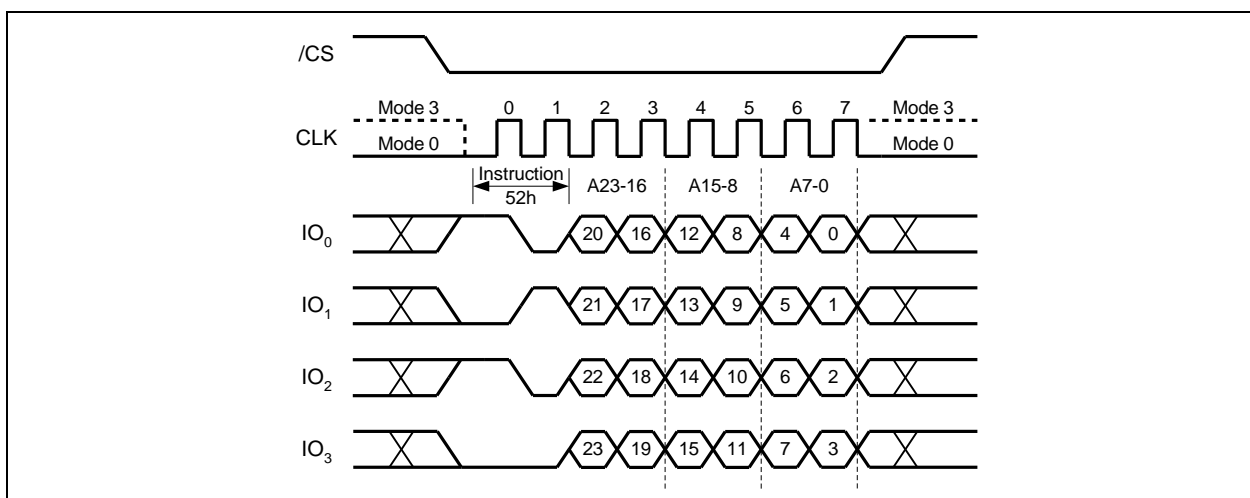 /CS
Mode 3 0 1 2 3 4 5 6 7 Mode 3
CLK
Mode 0 Mode 0
Instruction A23-16 A15-8 A7-0
52h
IO0 20 16 12 8 4 0
IO1 21 17 13 9 5 1
IO2 22 18 14 10 6 2
IO3 23 19 15 11 7 3